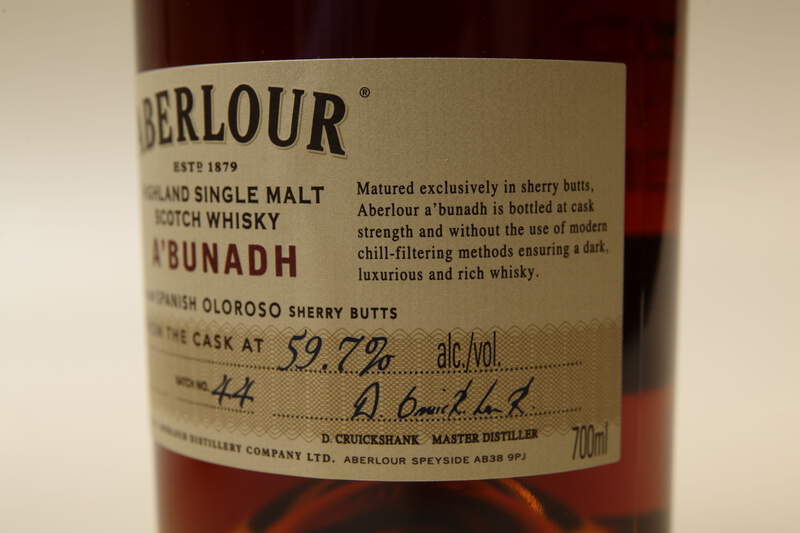 ABERLOUR ®
ESTD 1879
HIGHLAND SINGLE MALT
SCOTCH WHISKY
A'BUNADH
Matured exclusively in sherry butts,
Aberlour a'bunadh is bottled at cask
strength and without the use of modern
chill-filtering methods ensuring a dark,
luxurious and rich whisky.
SPANISH OLOROSO SHERRY BUTTS
THE CASK AT 59.7% alc./vol.
BATCH NO. 44
D. Cruickshank
D. CRUICKSHANK MASTER DISTILLER
700ml
ABERLOUR DISTILLERY COMPANY LTD. ABERLOUR SPEYSIDE AB38 9PJ